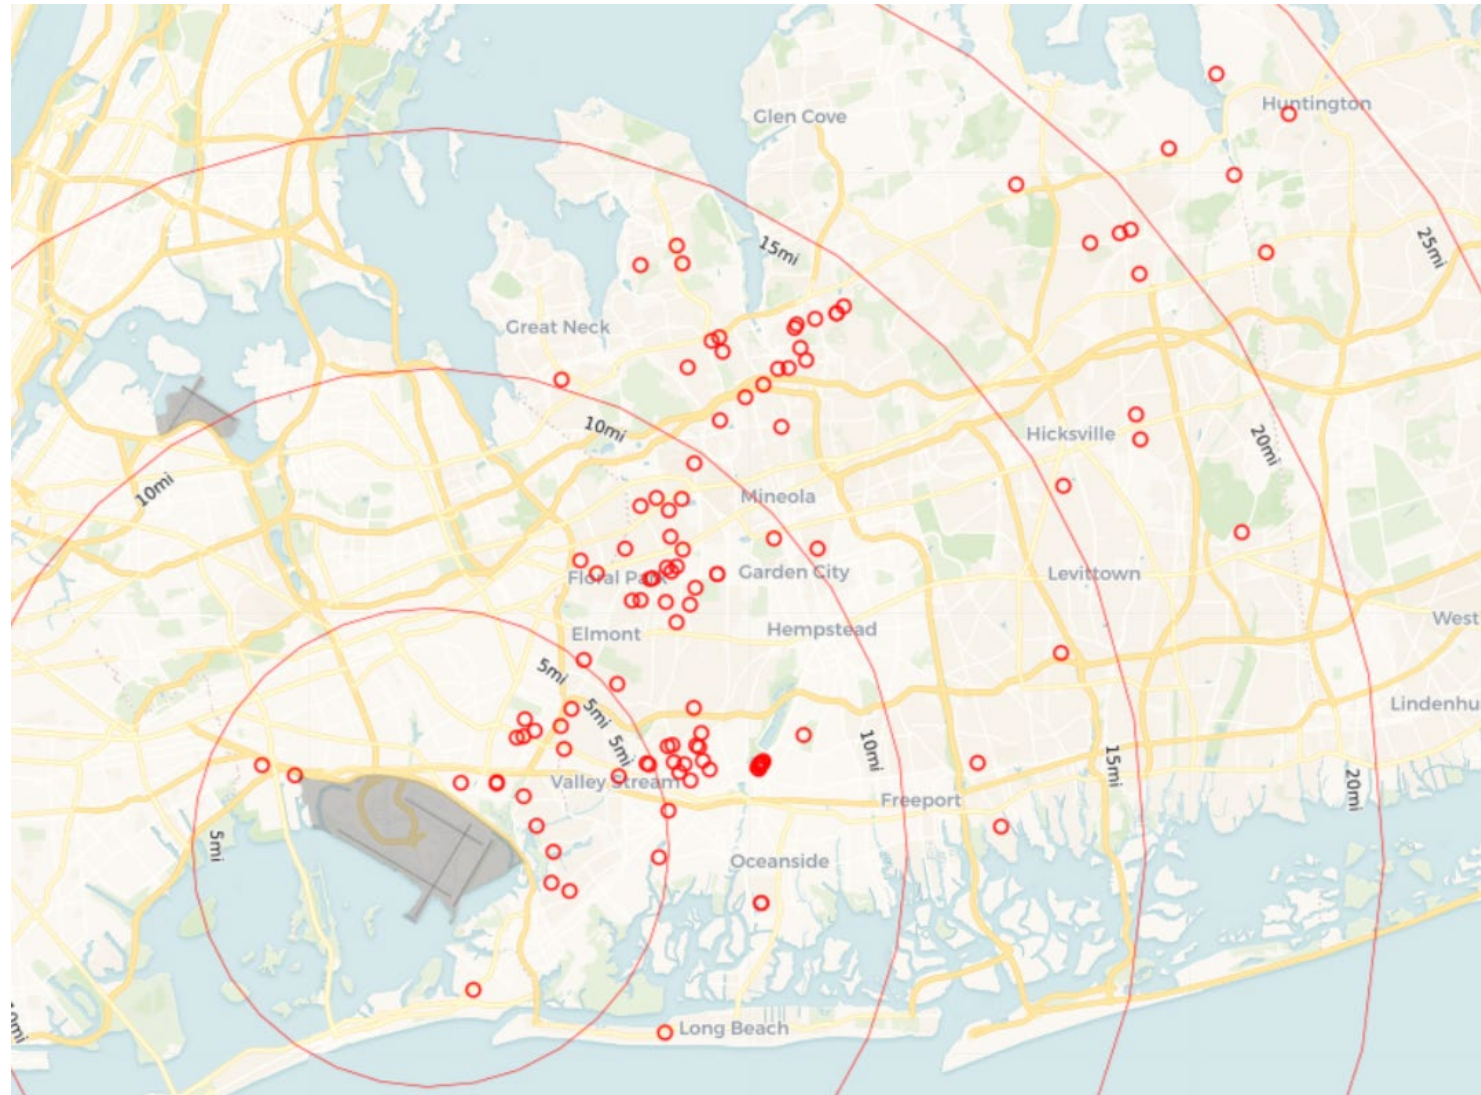 Glen Cove
Huntington
15mi
25mi
Great Neck
10mi
Hicksville
20mi
10mi
Mineola
Floral Park
Garden City
Levittown
Elmont
Hempstead
West
5mi
Lindenhu
5mi
5mi
10mi
15mi
20mi
Valley Stream
Freeport
5mi
Oceanside
Long Beach
10mi